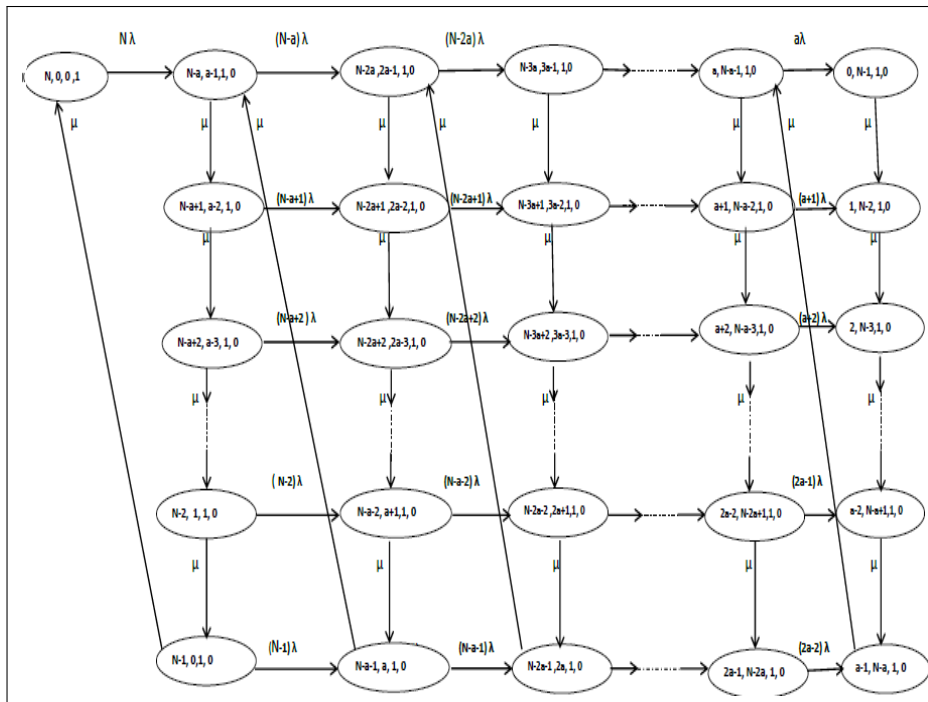 N λ (N-a) λ (N-2a) λ aλ
N, 0, 0 ,1 N-a, a-1,1, 0 N-2a ,2a-1, 1,0 N-3a ,3a-1, 1,0 a, N-a-1, 1,0 0, N-1, 1,0
μ μ μ μ μ μ μ μ μ
N-a+1, a-2, 1, 0 (N-a+1) λ N-2a+1 ,2a-2,1, 0 (N-2a+1) λ N-3a+1 ,3a-2,1, 0 a+1, N-a-2,1, 0 (a+1) λ 1, N-2, 1,0
μ μ μ μ μ
N-a+2, a-3, 1, 0 (N-a+2 ) λ N-2a+2 ,2a-3,1, 0 (N-2a+2) λ N-3a+2 ,3a-3,1, 0 a+2, N-a-3,1, 0 (a+2) λ 2, N-3,1, 0
μ μ μ μ μ
N-2, 1, 1, 0 ( N-2) λ N-a-2, a+1,1, 0 (N-a-2) λ N-2a-2 ,2a+1,1, 0 2a-2, N-2a+1,1, 0 (2a-1) λ a-2, N-a+1,1, 0
μ μ μ μ μ
N-1, 0,1, 0 (N-1) λ N-a-1, a, 1, 0 (N-a-1) λ N-2a-1 ,2a, 1, 0 2a-1, N-2a, 1, 0 (2a-2) λ a-1, N-a, 1, 0